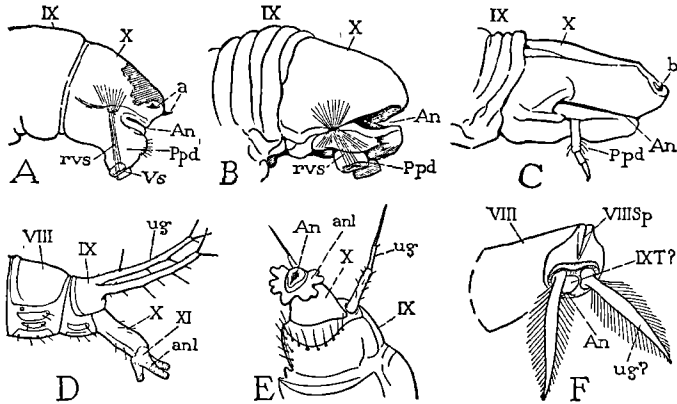 IX
X
a
An
Ppd
rvs
Vs
A
IX
X
An
rvs
Ppd
B
IX
X
b
An
Ppd
C
VIII
IX
ug
X
XI
anl
D
An
anl
X
ug
IX
E
VIII
VIIISp
IXT?
An
ug?
F